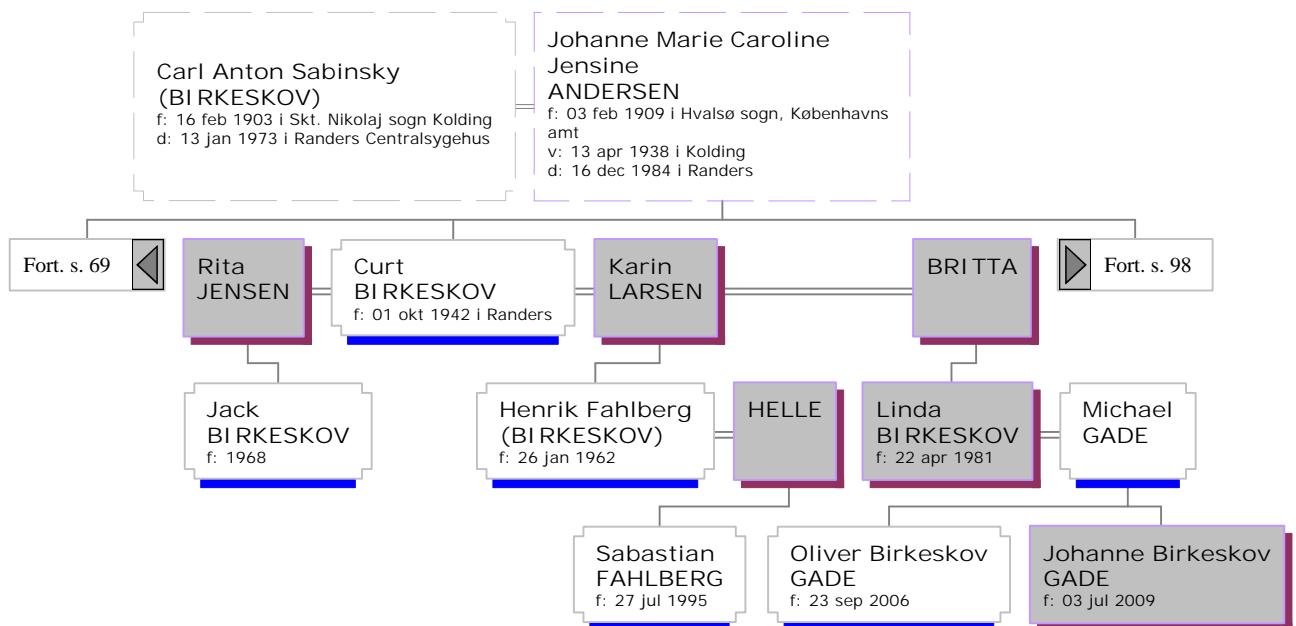 Carl Anton Sabinsky
(BIRKESKOV)
f: 16 feb 1903 i Skt. Nikolaj sogn Kolding
d: 13 jan 1973 i Randers Centralsygehus
Johanne Marie Caroline
Jensine
ANDERSEN
f: 03 feb 1909 i Hvalsø sogn, Københavns
amt
v: 13 apr 1938 i Kolding
d: 16 dec 1984 i Randers
Fort. s. 69
Rita
JENSEN
Curt
BIRKESKOV
f: 01 okt 1942 i Randers
Karin
LARSEN
BRITTA
Fort. s. 98
Jack
BIRKESKOV
f: 1968
Henrik Fahlberg
(BIRKESKOV)
f: 26 jan 1962
HELLE
Linda
BIRKESKOV
f: 22 apr 1981
Michael
GADE
Sabastian
FAHLBERG
f: 27 jul 1995
Oliver Birkeskov
GADE
f: 23 sep 2006
Johanne Birkeskov
GADE
f: 03 jul 2009